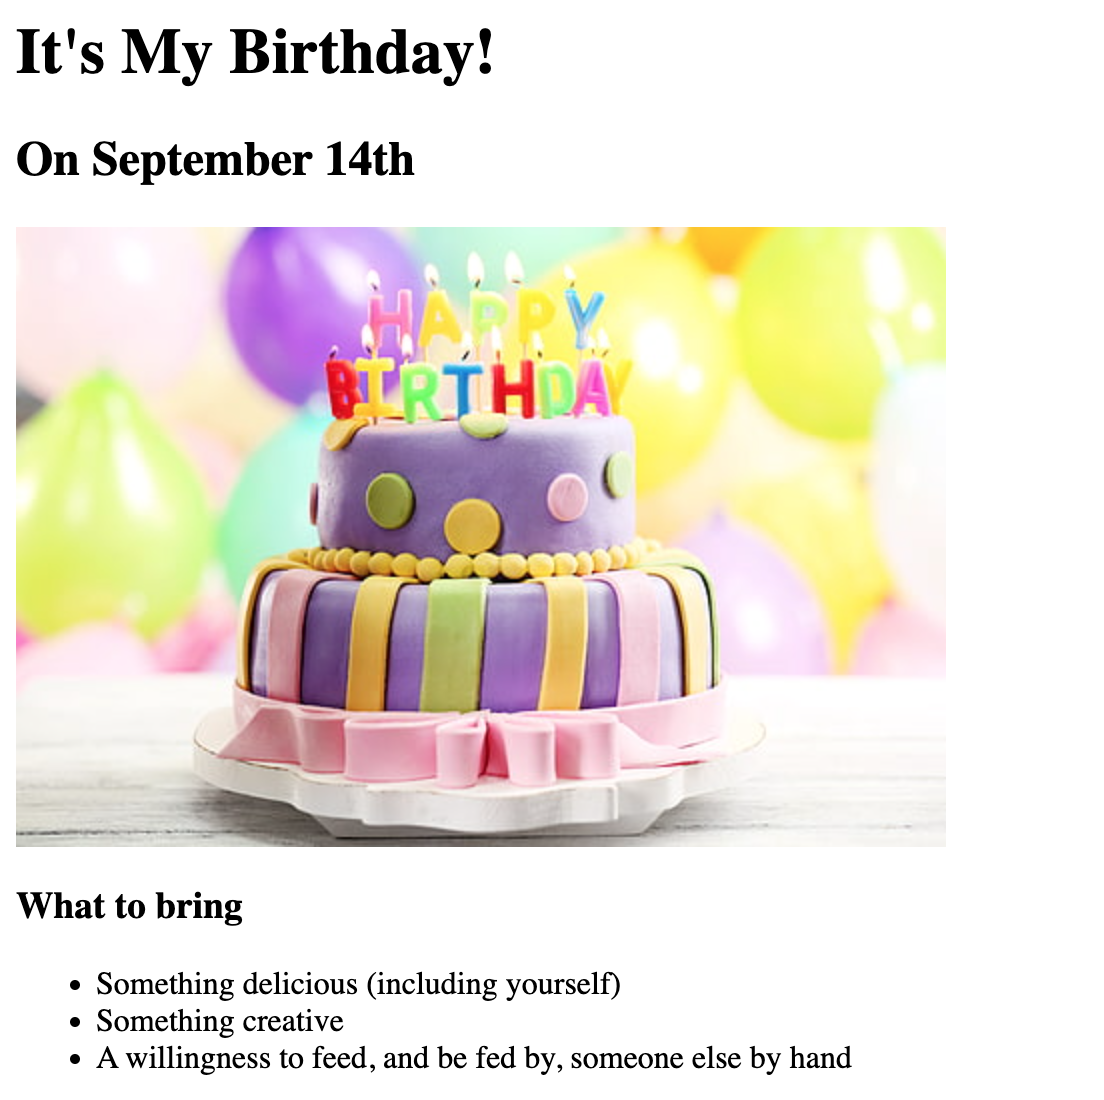 It's My Birthday!
On September 14th
HAPPY
BIRTHDAY
What to bring
Something delicious (including yourself)
Something creative
A willingness to feed, and be fed by, someone else by hand